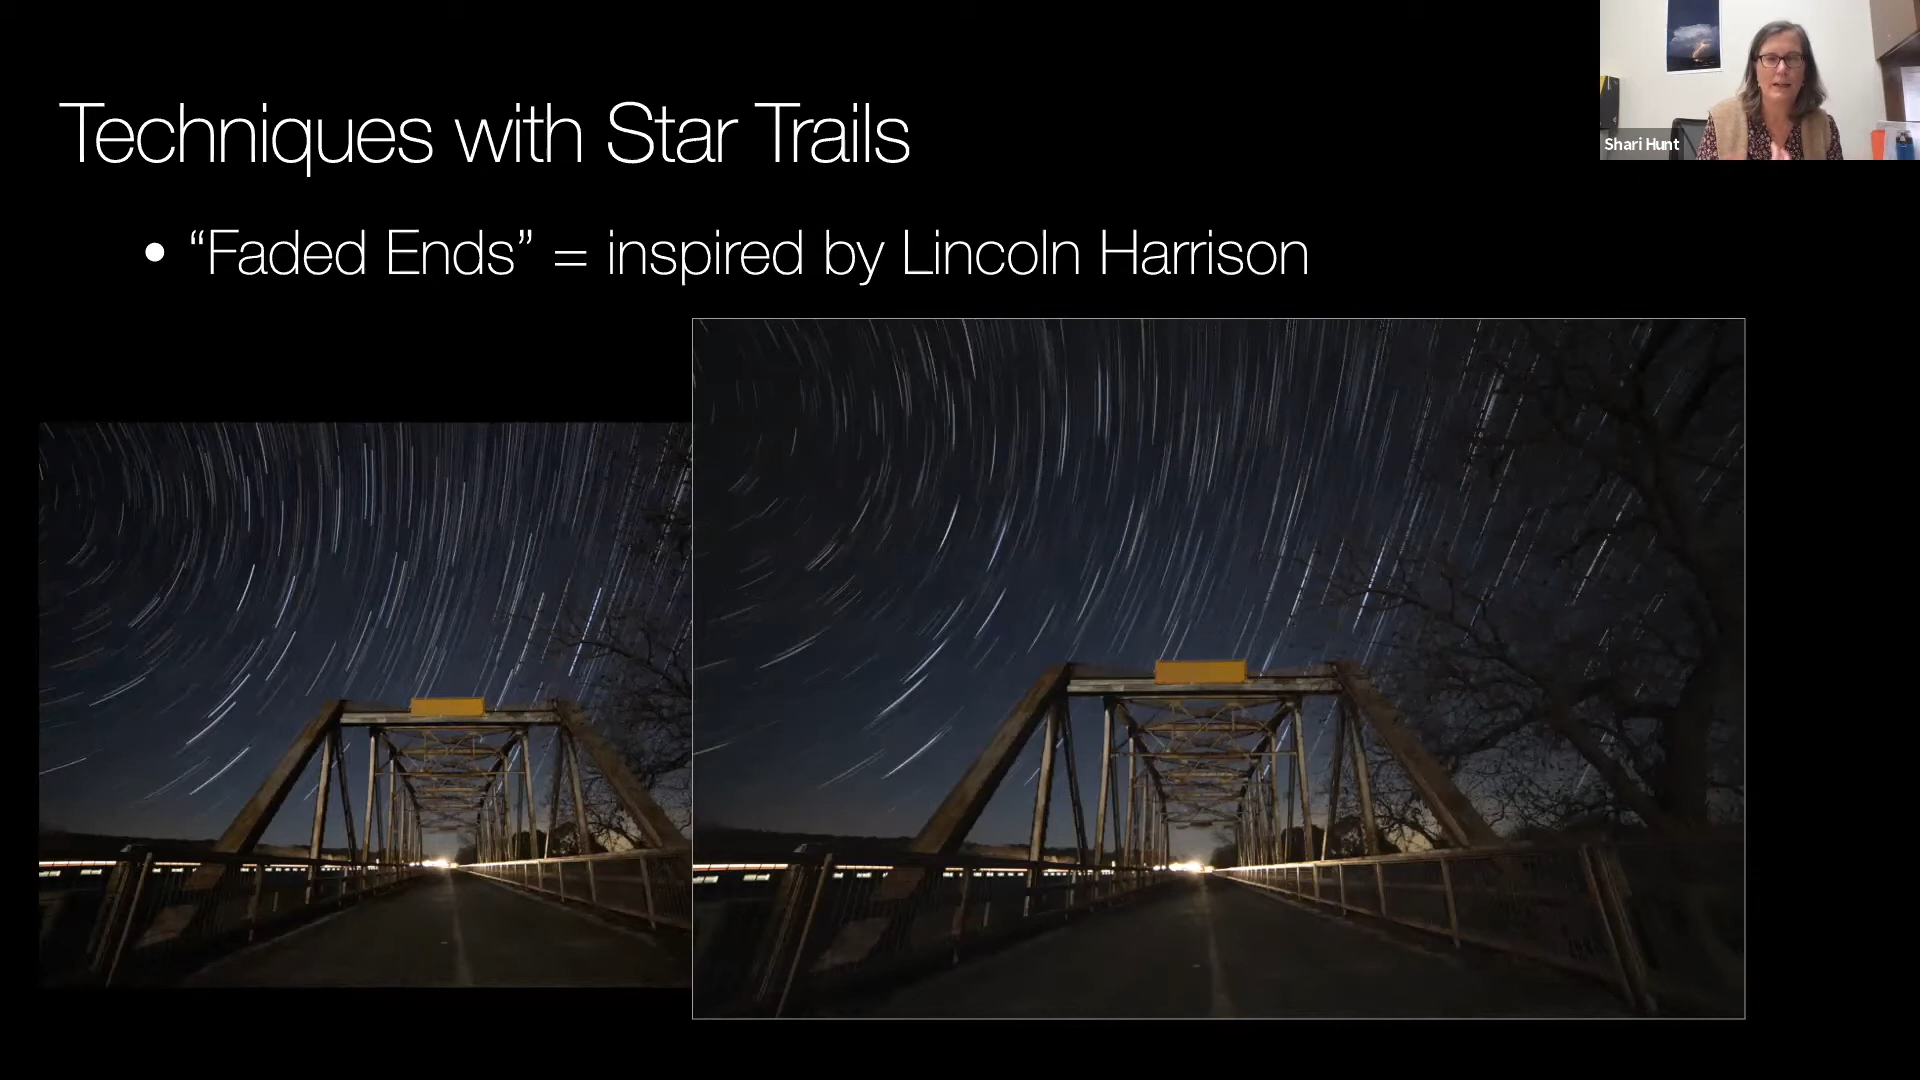 Techniques with Star Trails
• “Faded Ends” = inspired by Lincoln Harrison
Shari Hunt